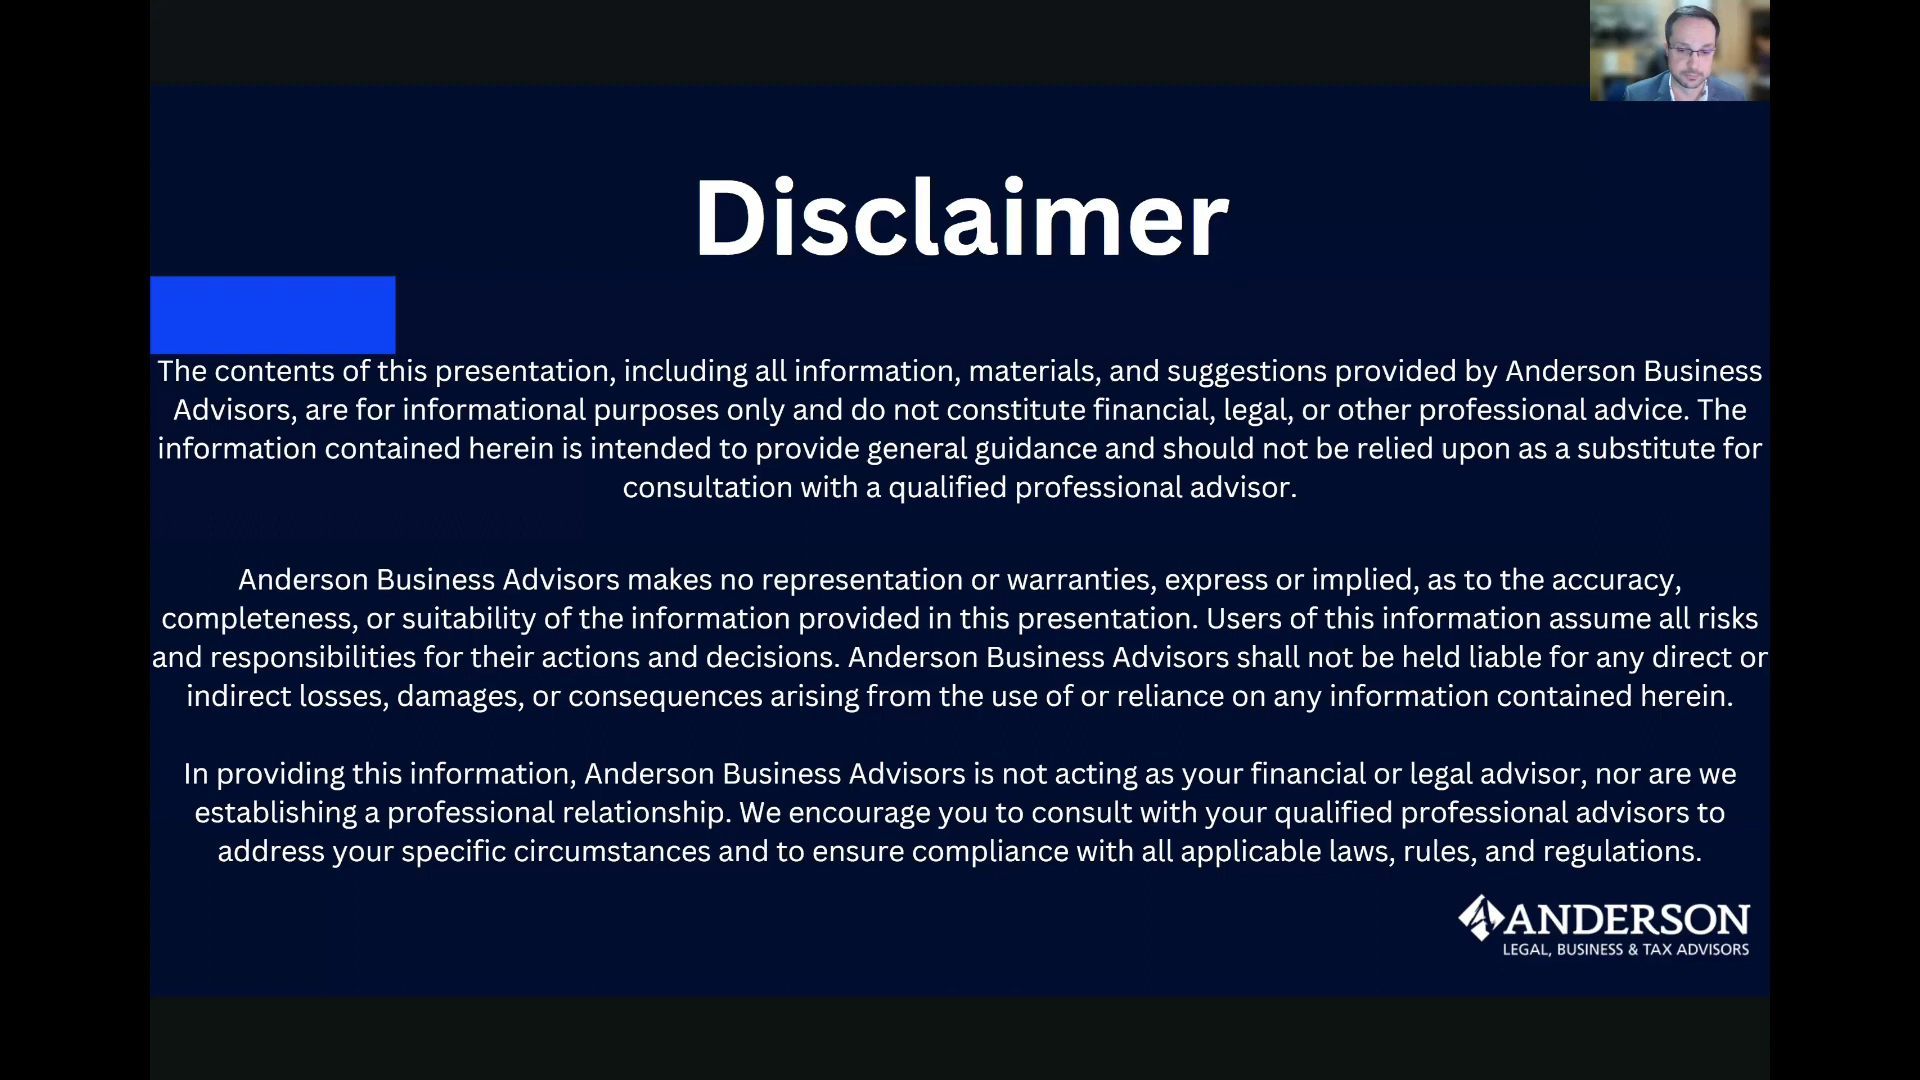 Disclaimer
The contents of this presentation, including all information, materials, and suggestions provided by Anderson Business
Advisors, are for informational purposes only and do not constitute financial, legal, or other professional advice. The
information contained herein is intended to provide general guidance and should not be relied upon as a substitute for
consultation with a qualified professional advisor.
Anderson Business Advisors makes no representation or warranties, express or implied, as to the accuracy,
completeness, or suitability of the information provided in this presentation. Users of this information assume all risks
and responsibilities for their actions and decisions. Anderson Business Advisors shall not be held liable for any direct or
indirect losses, damages, or consequences arising from the use of or reliance on any information contained herein.
In providing this information, Anderson Business Advisors is not acting as your financial or legal advisor, nor are we
establishing a professional relationship. We encourage you to consult with your qualified professional advisors to
address your specific circumstances and to ensure compliance with all applicable laws, rules, and regulations.
ANDERSON
LEGAL, BUSINESS & TAX ADVISORS